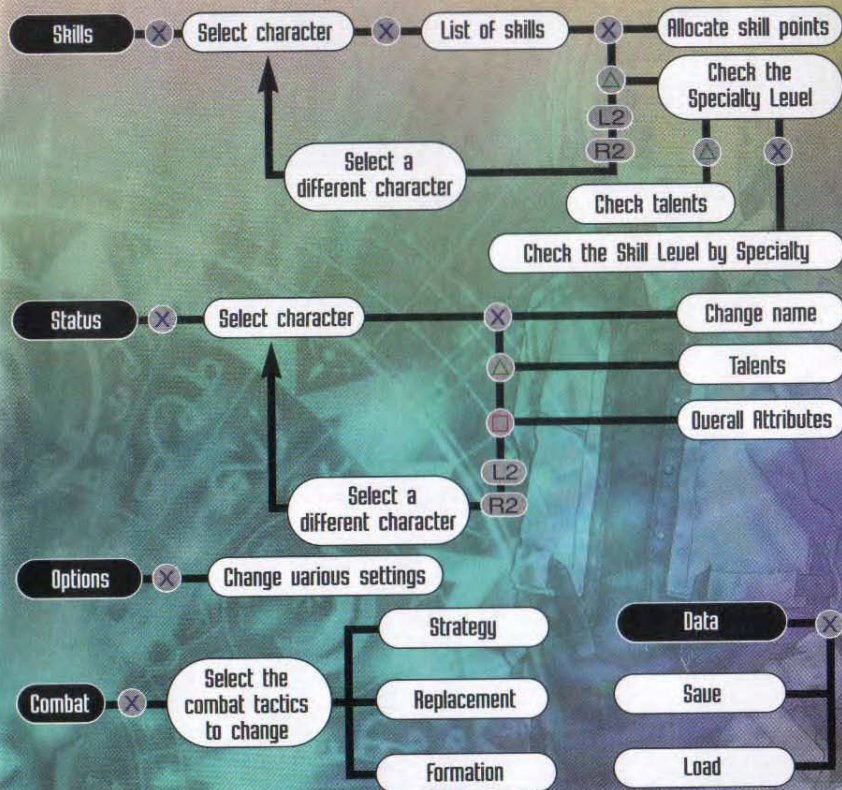 Skills
X
Select character
X
List of skills
X
Allocate skill points
Check the
Specialty Level
L2
R2
X
Select a
different character
Check talents
Check the Skill Level by Specialty
Status
X
Select character
X
Change name
Talents
Overall Attributes
L2
R2
Select a
different character
Options
X
Change various settings
Combat
X
Select the
combat tactics
to change
Strategy
Replacement
Formation
Data
X
Save
Load